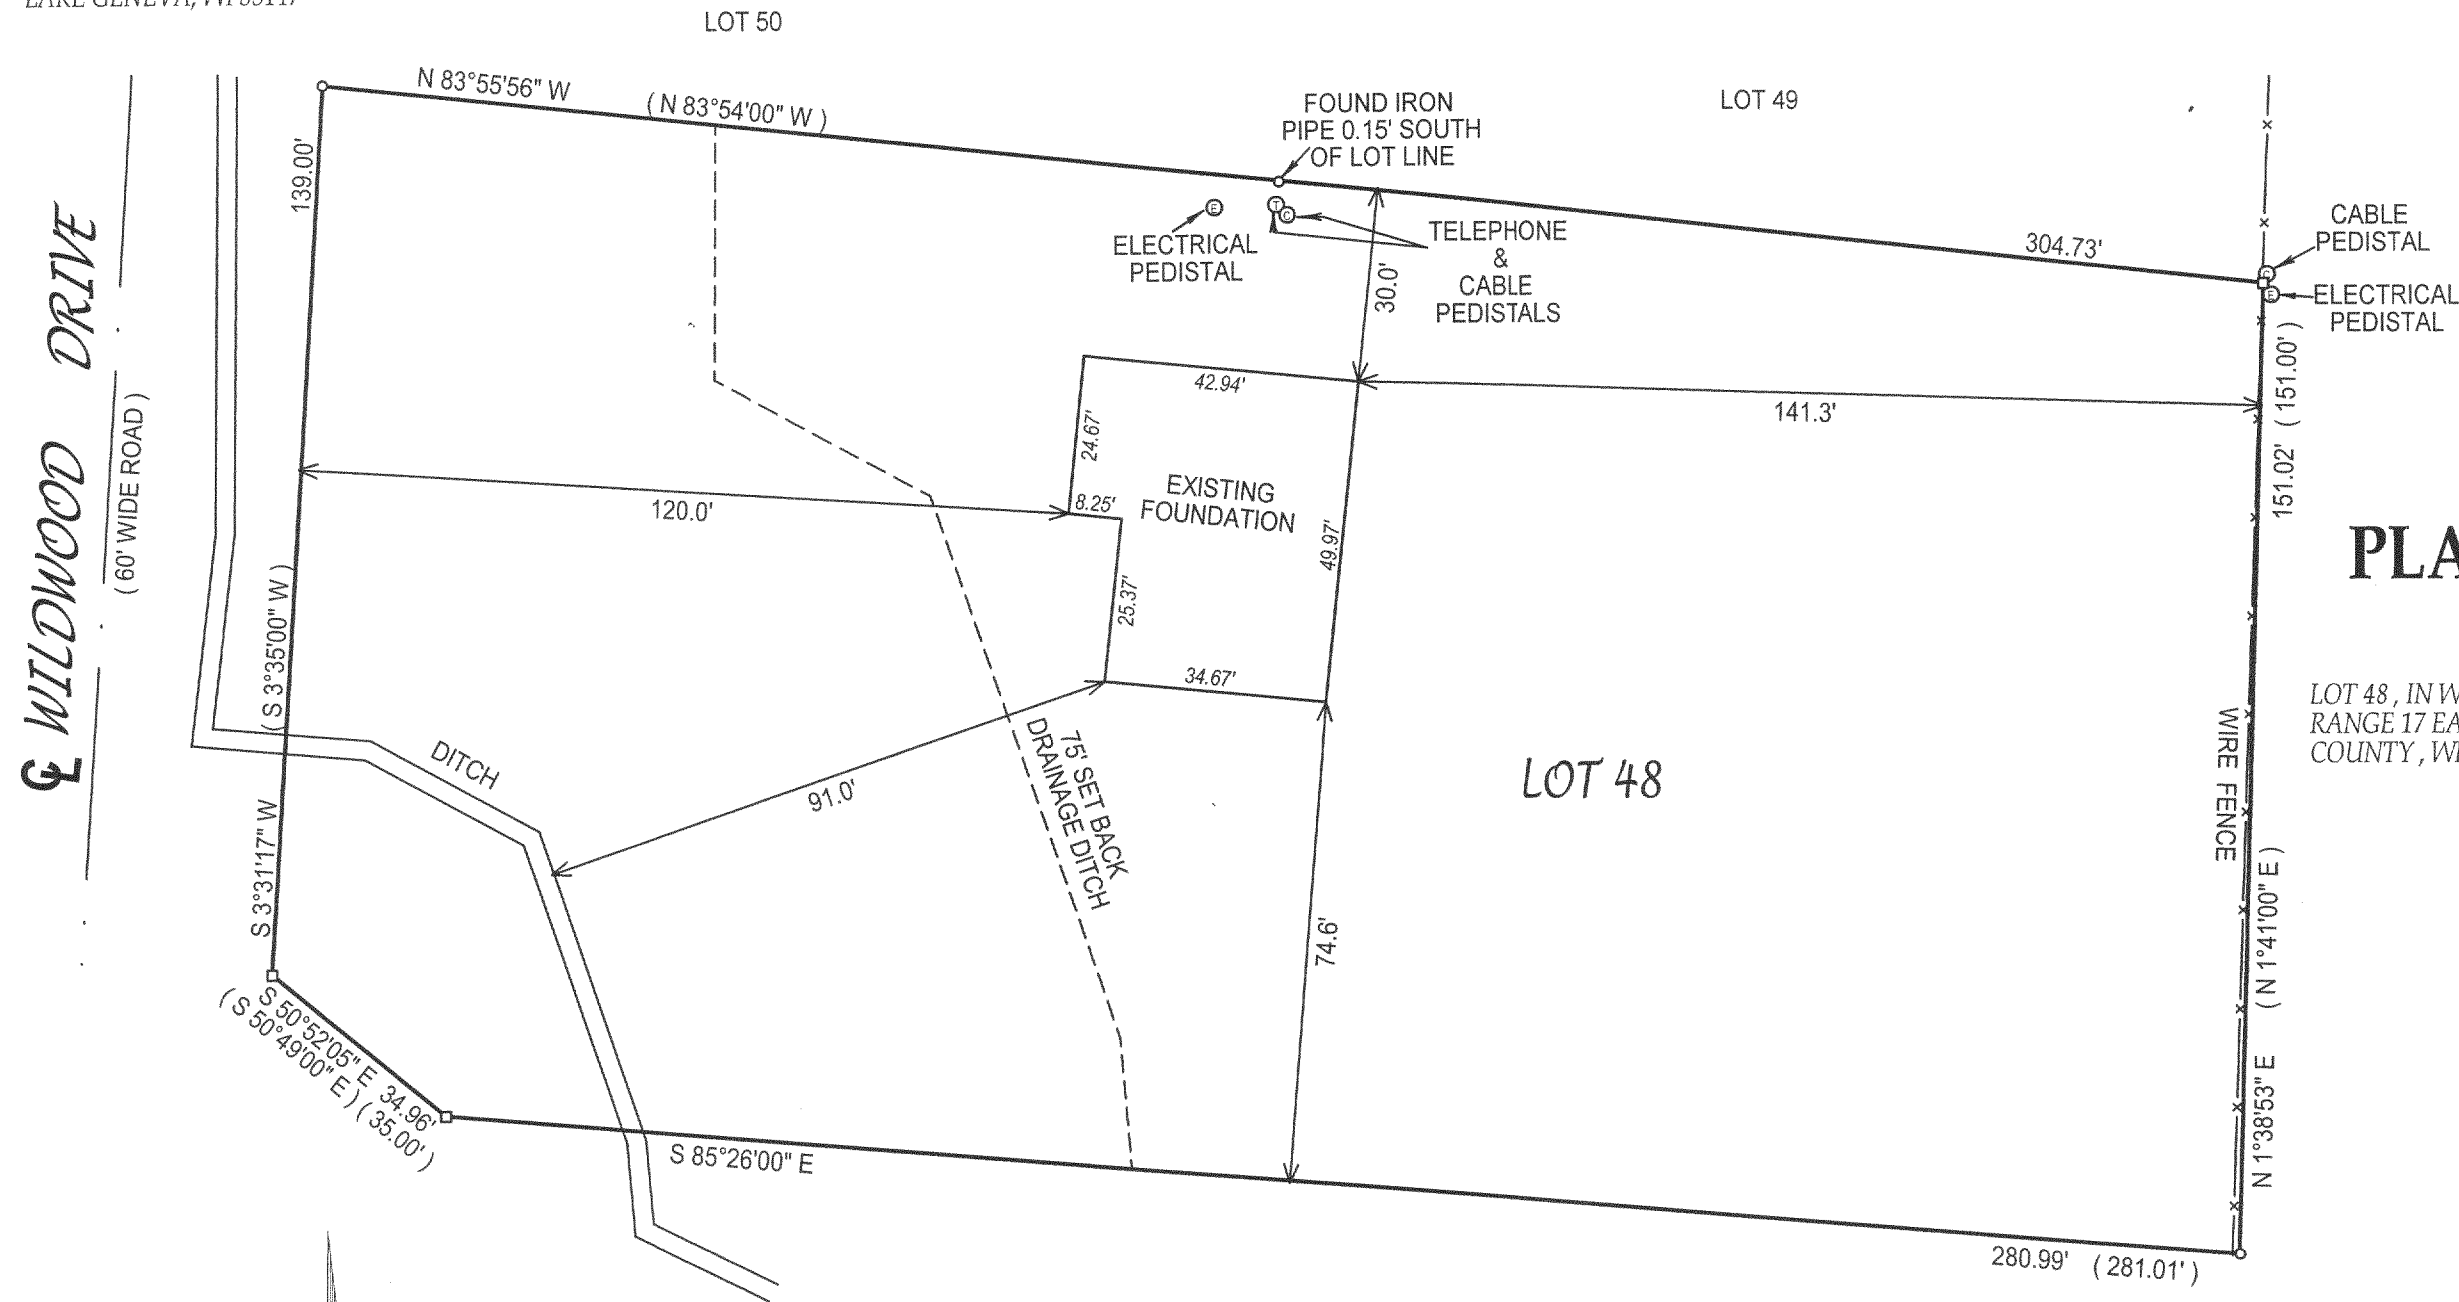 LAKE GENEVA, WI 53147
LOT 50
N 83°55'56" W
( N 83°54'00" W )
FOUND IRON
PIPE 0.15' SOUTH
OF LOT LINE
LOT 49
139.00'
ELECTRICAL
PEDISTAL
E
T
C
TELEPHONE
&
CABLE
PEDISTALS
30.0'
304.73'
CABLE
PEDISTAL
C
E
ELECTRICAL
PEDISTAL
℄ WILDWOOD DRIVE
( 60' WIDE ROAD )
42.94'
24.67'
141.3'
151.02' ( 151.00' )
120.0'
8.25'
EXISTING
FOUNDATION
49.97'
25.37'
34.67'
PLA
( S 3°35'00" W )
S 3°31'17" W
DITCH
91.0'
75' SET BACK
DRAINAGE DITCH
LOT 48
WIRE FENCE
LOT 48 , IN W
RANGE 17 EA
COUNTY , WI
74.6'
N 1°38'53" E ( N 1°41'00" E )
S 50°52'05" E 34.96'
( S 50°49'00" E ) ( 35.00' )
S 85°26'00" E
280.99' ( 281.01' )